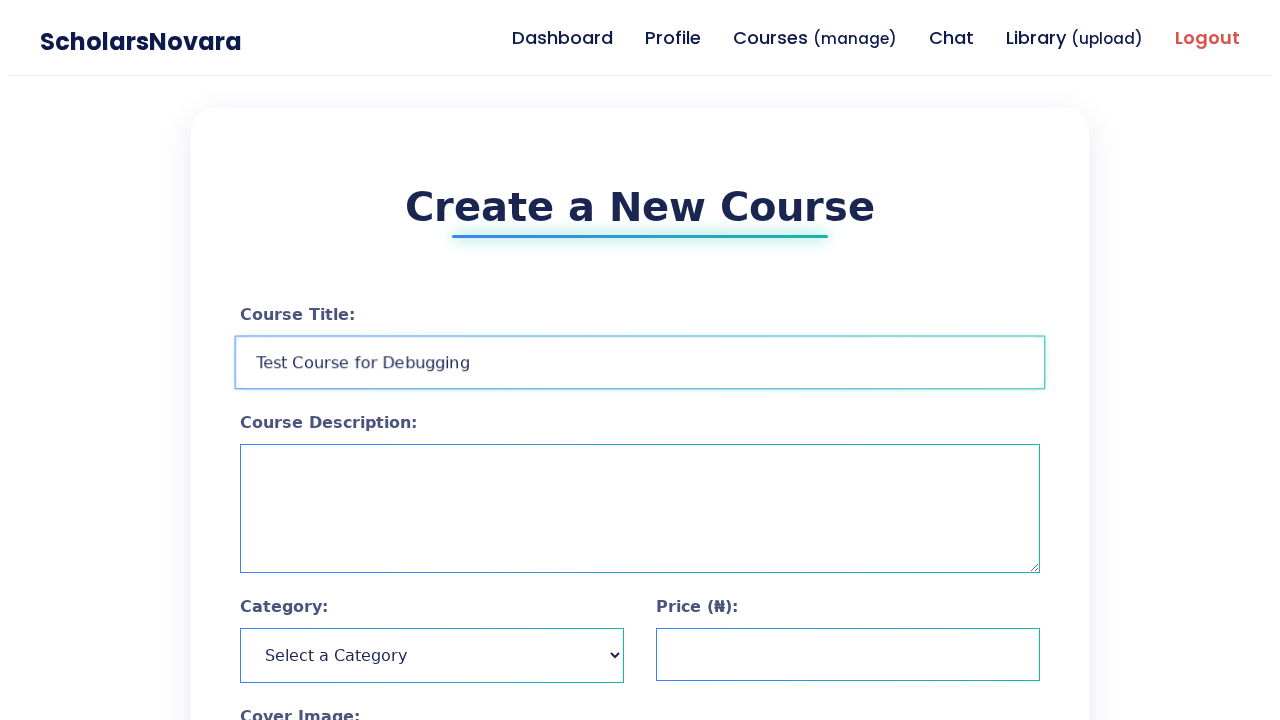 ScholarsNovara
Dashboard Profile Courses (manage) Chat Library (upload) Logout
Create a New Course
Course Title:
Test Course for Debugging
Course Description:
Category:
Price (₦):
Select a Category
Cover Image: